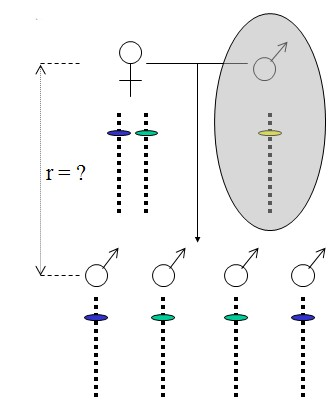 r = ?